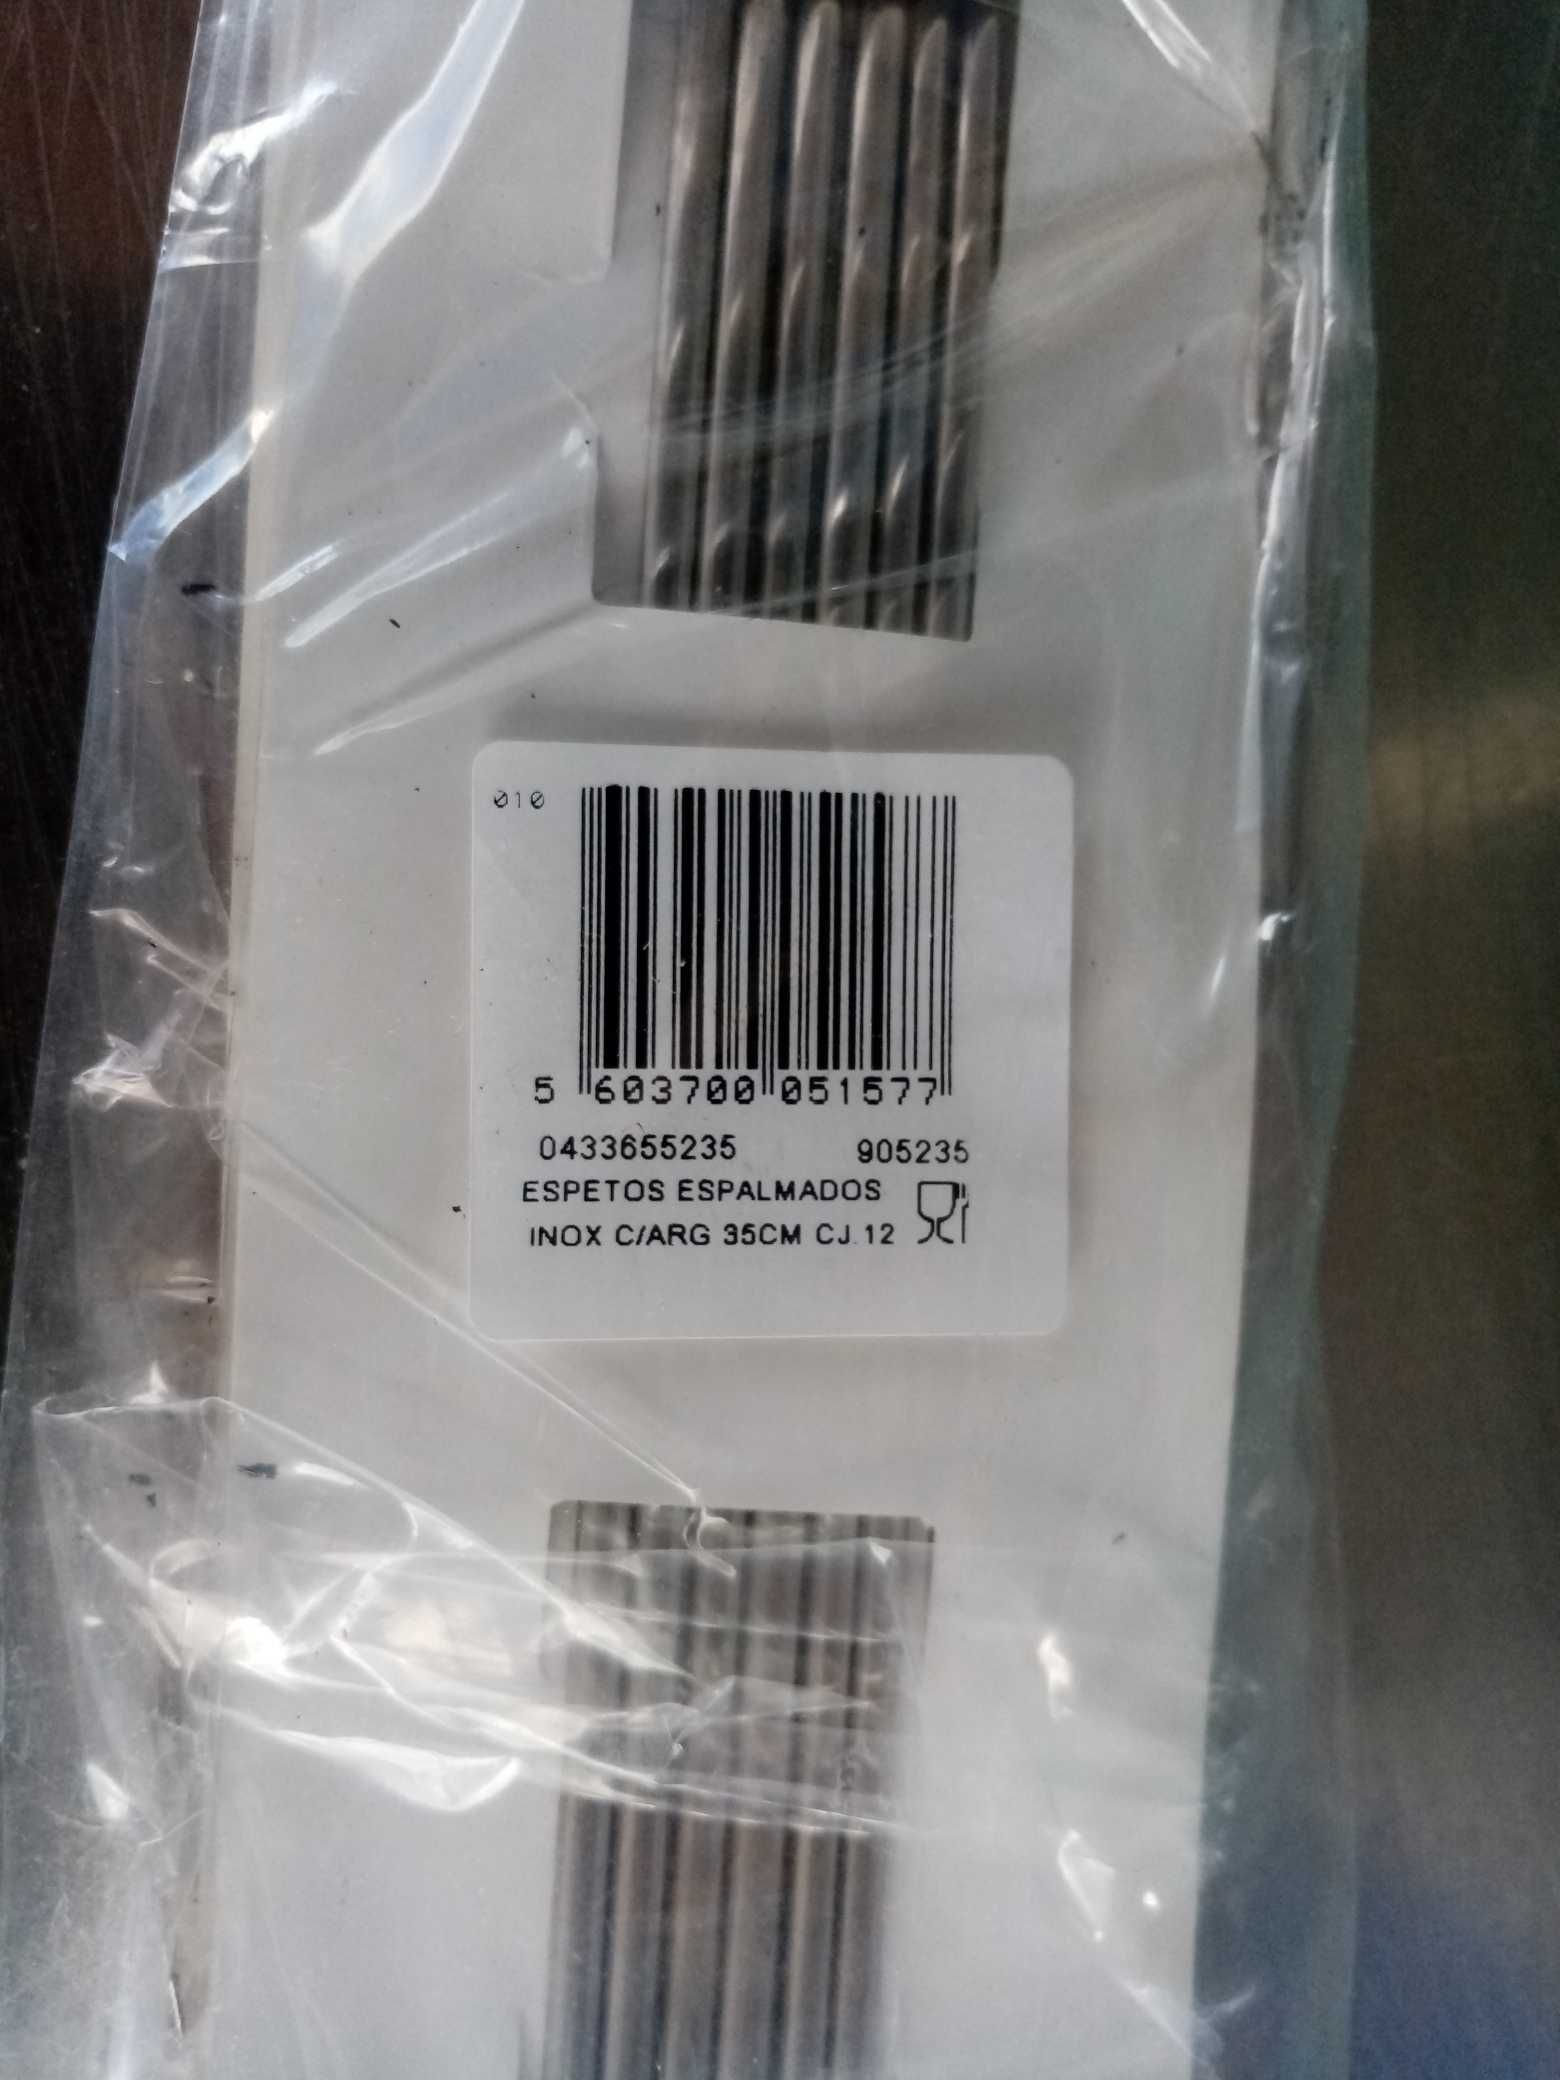 010
5 603700 051577
0433655235 905235
ESPETOS ESPALMADOS
INOX C/ARG 35CM CJ.12